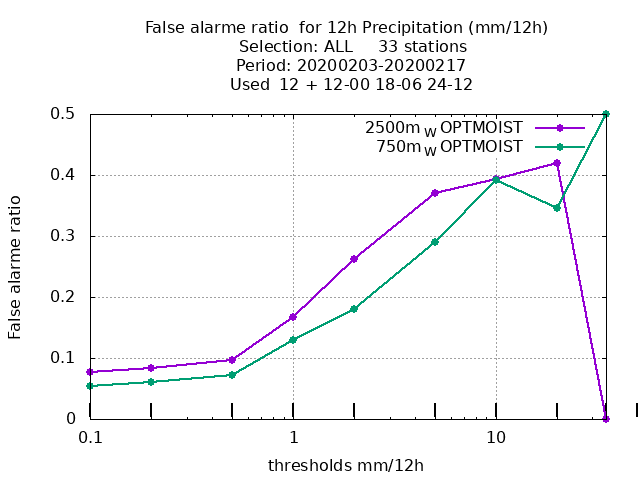 False alarme ratio  for 12h Precipitation (mm/12h)
Selection: ALL     33 stations
Period: 20200203-20200217
Used  12 + 12-00 18-06 24-12
2500m W OPTMOIST
750m W OPTMOIST
False alarme ratio
0.5
0.4
0.3
0.2
0.1
0
0.1 1 10
thresholds mm/12h